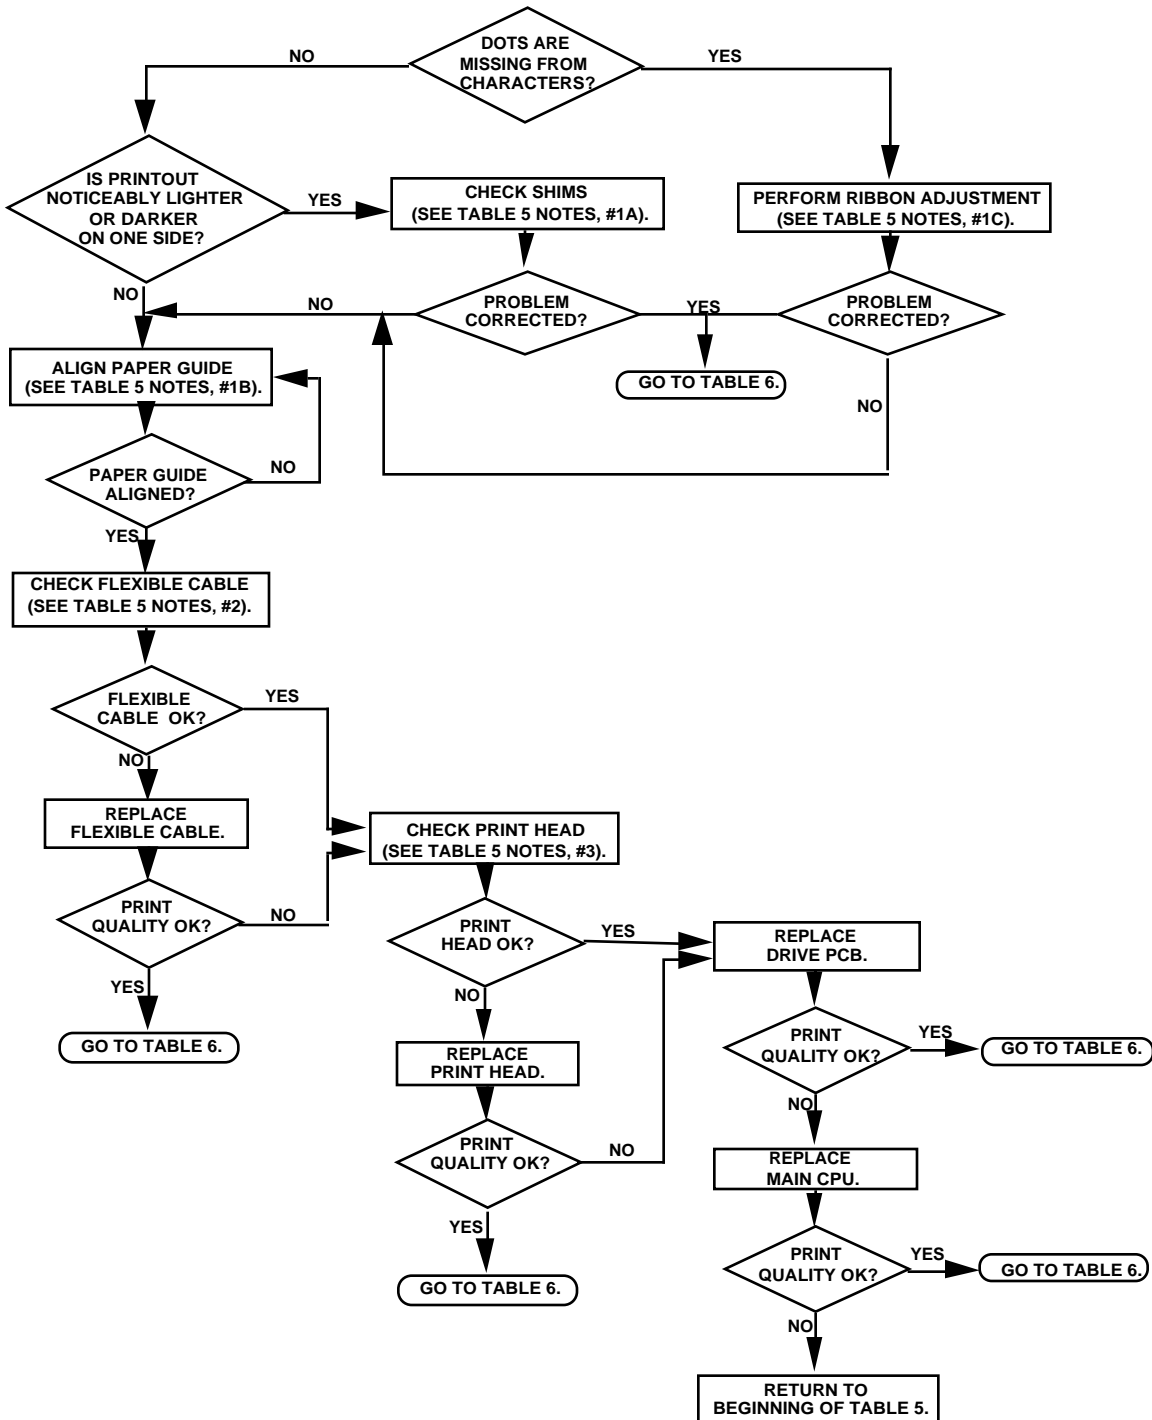 DOTS ARE
MISSING FROM
CHARACTERS?
NO
YES
IS PRINTOUT
NOTICEABLY LIGHTER
OR DARKER
ON ONE SIDE?
YES
CHECK SHIMS
(SEE TABLE 5 NOTES, #1A).
PERFORM RIBBON ADJUSTMENT
(SEE TABLE 5 NOTES, #1C).
NO
NO
PROBLEM
CORRECTED?
YES
PROBLEM
CORRECTED?
GO TO TABLE 6.
NO
ALIGN PAPER GUIDE
(SEE TABLE 5 NOTES, #1B).
PAPER GUIDE
ALIGNED?
NO
YES
CHECK FLEXIBLE CABLE
(SEE TABLE 5 NOTES, #2).
FLEXIBLE
CABLE OK?
YES
NO
REPLACE
FLEXIBLE CABLE.
PRINT
QUALITY OK?
NO
YES
GO TO TABLE 6.
CHECK PRINT HEAD
(SEE TABLE 5 NOTES, #3).
PRINT
HEAD OK?
YES
NO
REPLACE
PRINT HEAD.
PRINT
QUALITY OK?
NO
YES
GO TO TABLE 6.
REPLACE
DRIVE PCB.
PRINT
QUALITY OK?
YES
GO TO TABLE 6.
NO
REPLACE
MAIN CPU.
PRINT
QUALITY OK?
YES
GO TO TABLE 6.
NO
RETURN TO
BEGINNING OF TABLE 5.